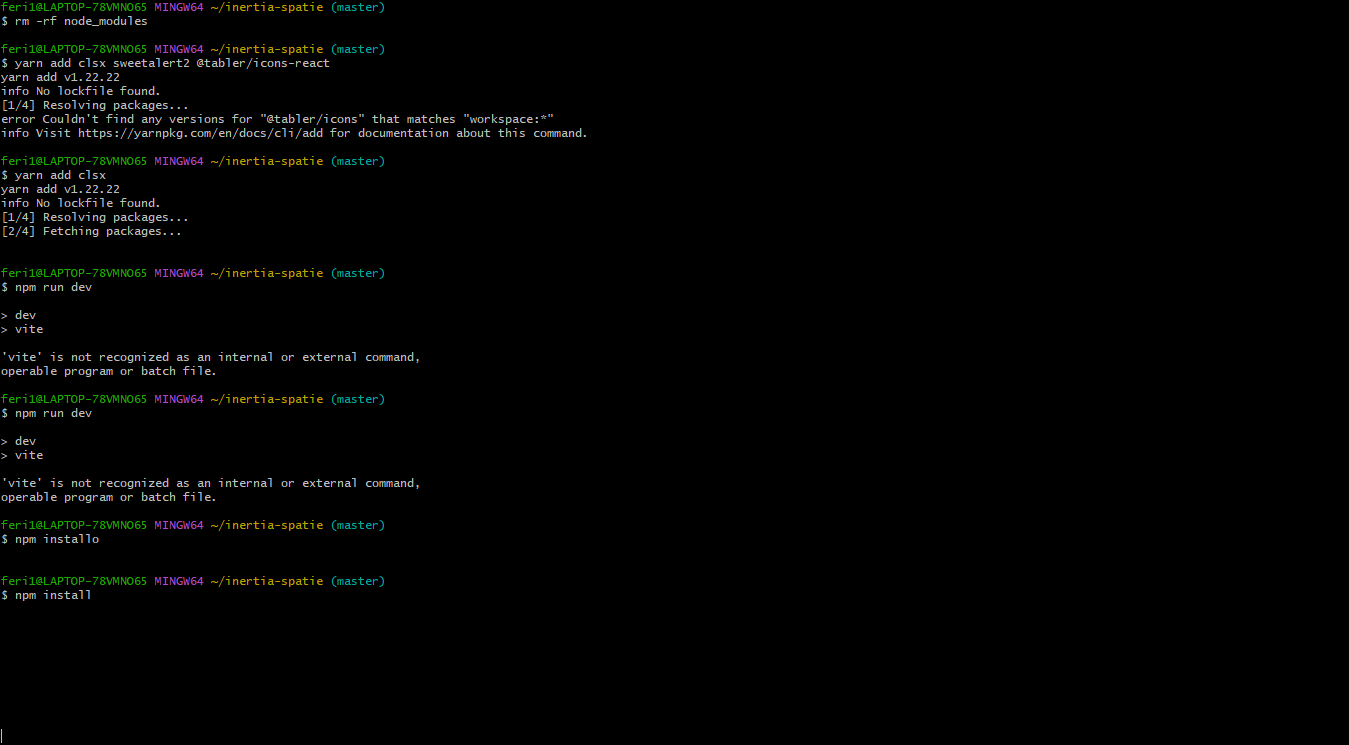 feri1@LAPTOP-78VMNO65 MINGW64 ~/inertia-spatie (master)
$ rm -rf node_modules
feri1@LAPTOP-78VMNO65 MINGW64 ~/inertia-spatie (master)
$ yarn add clsx sweetalert2 @tabler/icons-react
yarn add v1.22.22
info No lockfile found.
[1/4] Resolving packages...
error Couldn't find any versions for "@tabler/icons" that matches "workspace:*"
info Visit https://yarnpkg.com/en/docs/cli/add for documentation about this command.
feri1@LAPTOP-78VMNO65 MINGW64 ~/inertia-spatie (master)
$ yarn add clsx
yarn add v1.22.22
info No lockfile found.
[1/4] Resolving packages...
[2/4] Fetching packages...
feri1@LAPTOP-78VMNO65 MINGW64 ~/inertia-spatie (master)
$ npm run dev
> dev
> vite
'vite' is not recognized as an internal or external command,
operable program or batch file.
feri1@LAPTOP-78VMNO65 MINGW64 ~/inertia-spatie (master)
$ npm run dev
> dev
> vite
'vite' is not recognized as an internal or external command,
operable program or batch file.
feri1@LAPTOP-78VMNO65 MINGW64 ~/inertia-spatie (master)
$ npm installo
feri1@LAPTOP-78VMNO65 MINGW64 ~/inertia-spatie (master)
$ npm install